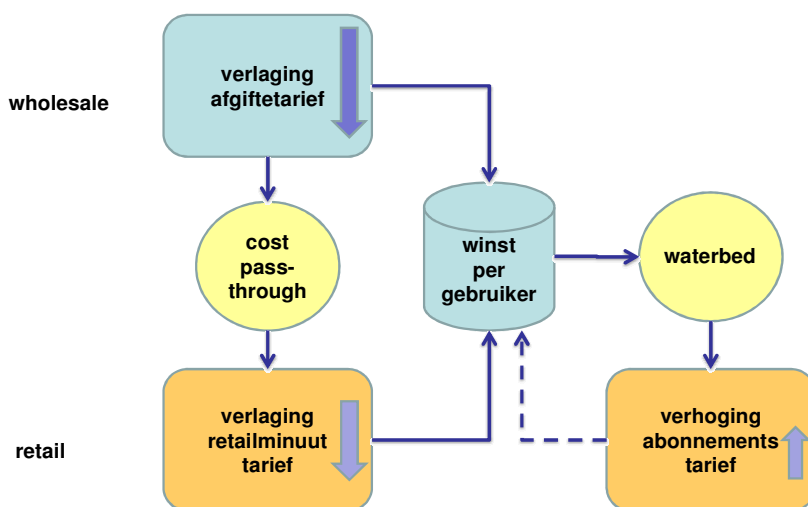 verlaging
afgiftetarief
wholesale
cost
pass-
through
winst
per
gebruiker
waterbed
verlaging
retailminuut
tarief
verhoging
abonnements
tarief
retail